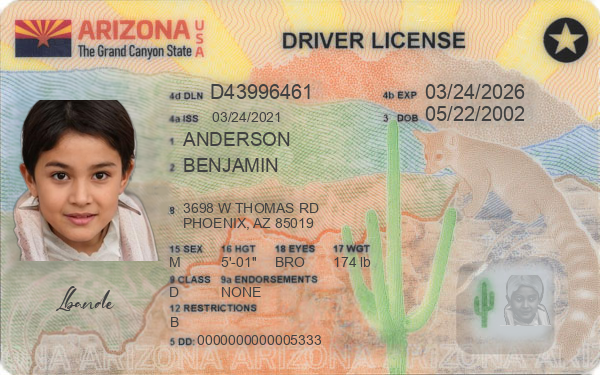 ARIZONA USA
The Grand Canyon State
DRIVER LICENSE
4d DLN D43996461 4b EXP 03/24/2026
4a ISS 03/24/2021 3 DOB 05/22/2002
1 ANDERSON
2 BENJAMIN
8 3698 W THOMAS RD
PHOENIX, AZ 85019
15 SEX 16 HGT 18 EYES 17 WGT
M 5'-01" BRO 174 lb
9 CLASS 9a ENDORSEMENTS
D NONE
12 RESTRICTIONS
B
5 DD: 0000000000005333
ONA ARIZONA ARIZONA ARIZONA ARIZON